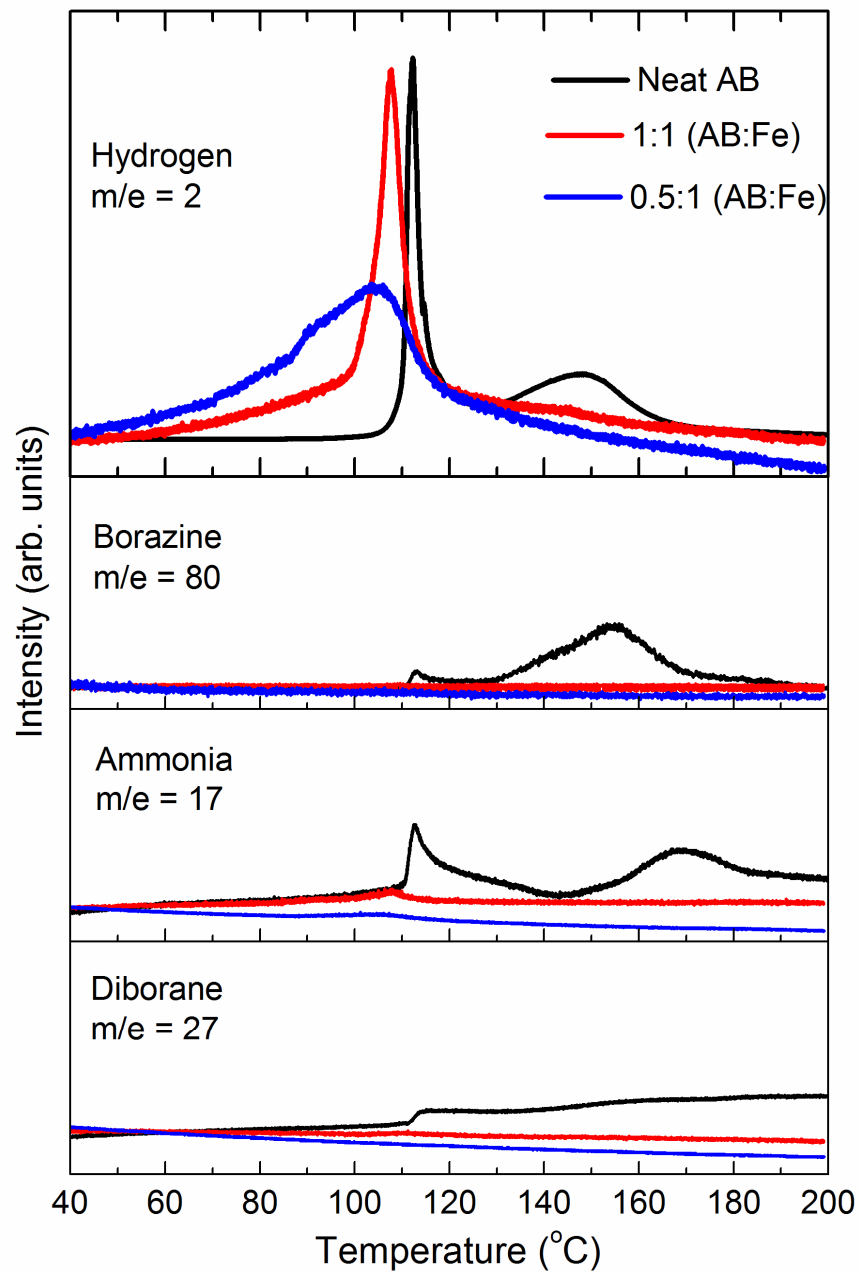 Hydrogen
m/e = 2
Neat AB
1:1 (AB:Fe)
0.5:1 (AB:Fe)
Borazine
m/e = 80
Ammonia
m/e = 17
Diborane
m/e = 27
Intensity (arb. units)
40 60 80 100 120 140 160 180 200
Temperature (°C)